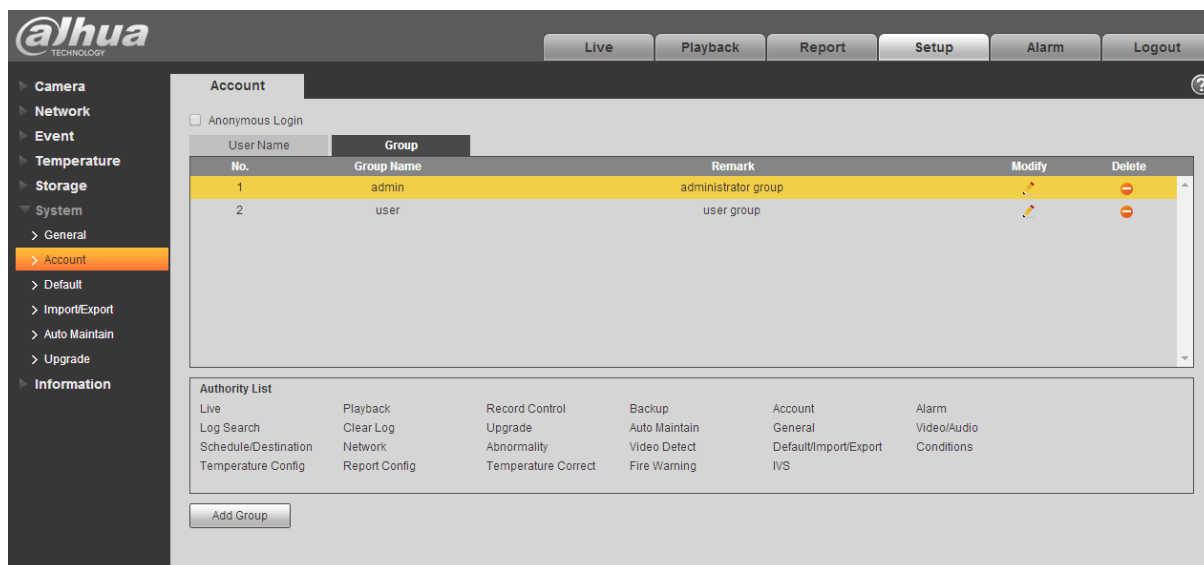 alhua
TECHNOLOGY
Live Playback Report Setup Alarm Logout
Camera
Network
Event
Temperature
Storage
System
General
Account
Default
Import/Export
Auto Maintain
Upgrade
Information
Account
?
Anonymous Login
User Name Group
No. Group Name Remark Modify Delete
1 admin administrator group
2 user user group
Authority List
Live Playback Record Control Backup Account Alarm
Log Search Clear Log Upgrade Auto Maintain General Video/Audio
Schedule/Destination Network Abnormality Video Detect Default/Import/Export Conditions
Temperature Config Report Config Temperature Correct Fire Warning IVS
Add Group